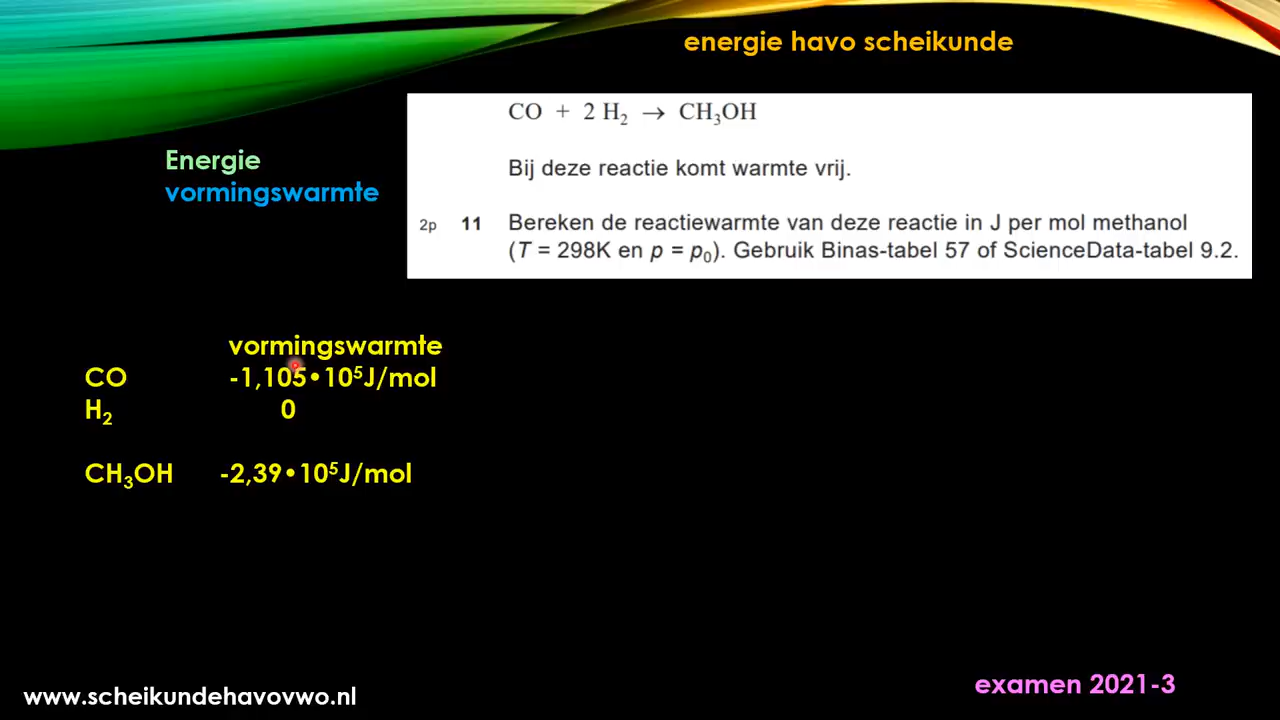 energie havo scheikunde
CO + 2 H₂ → CH₃OH
Bij deze reactie komt warmte vrij.
Energie
vormingswarmte
2p 11 Bereken de reactiewarmte van deze reactie in J per mol methanol
(T = 298K en p = p₀). Gebruik Binas-tabel 57 of ScienceData-tabel 9.2.
vormingswarmte
CO -1,105•10⁵J/mol
H₂ 0
CH₃OH -2,39•10⁵J/mol
examen 2021-3
www.scheikundehavovwo.nl